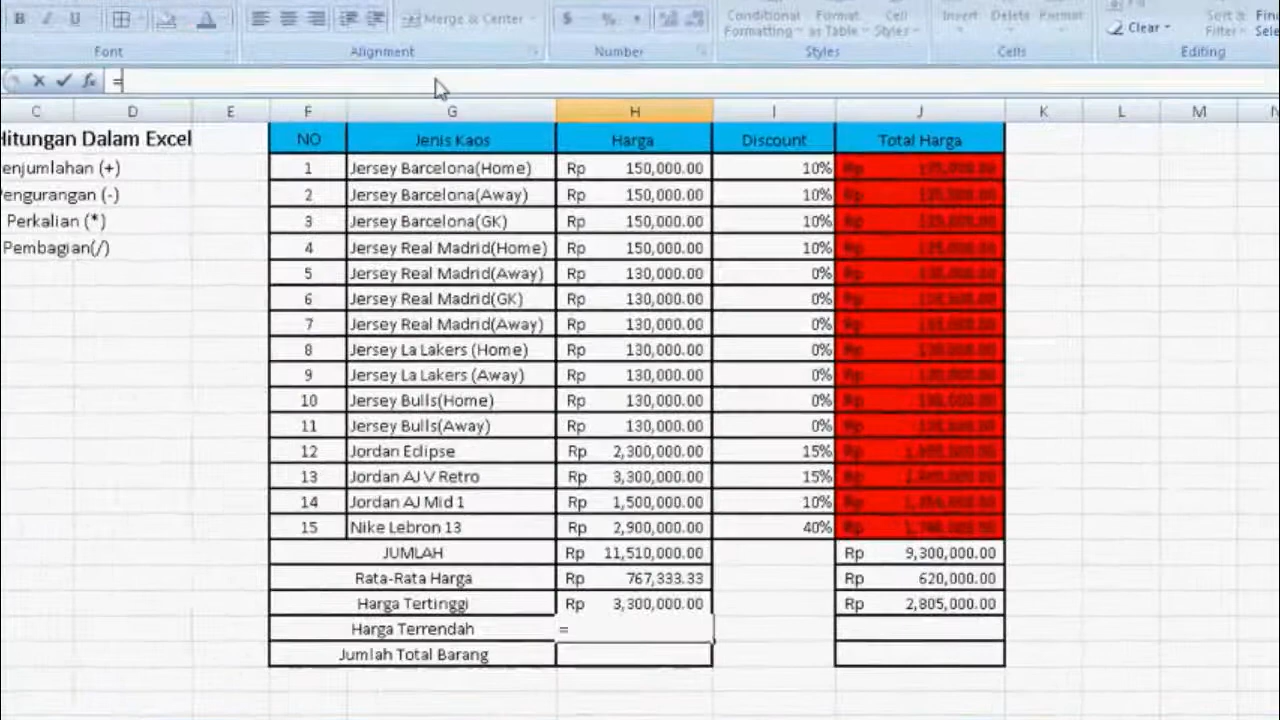 B I U $ % Merge & Center Conditional Formatting Format as Table Cell Styles Insert Delete Format Clear Sort & Filter
Font Alignment Number Styles Cells Editing
fx =
C D E F G H I J K L M
Hitungan Dalam Excel NO Jenis Kaos Harga Discount Total Harga
enjumlahan (+) 1 Jersey Barcelona(Home) Rp 150,000.00 10%
Pengurangan (-) 2 Jersey Barcelona(Away) Rp 150,000.00 10%
Perkalian (*) 3 Jersey Barcelona(GK) Rp 150,000.00 10%
Pembagian(/) 4 Jersey Real Madrid(Home) Rp 150,000.00 10%
5 Jersey Real Madrid(Away) Rp 130,000.00 0%
6 Jersey Real Madrid(GK) Rp 130,000.00 0%
7 Jersey Real Madrid(Away) Rp 130,000.00 0%
8 Jersey La Lakers (Home) Rp 130,000.00 0%
9 Jersey La Lakers (Away) Rp 130,000.00 0%
10 Jersey Bulls(Home) Rp 130,000.00 0%
11 Jersey Bulls(Away) Rp 130,000.00 0%
12 Jordan Eclipse Rp 2,300,000.00 15%
13 Jordan AJ V Retro Rp 3,300,000.00 15%
14 Jordan AJ Mid 1 Rp 1,500,000.00 10%
15 Nike Lebron 13 Rp 2,900,000.00 40%
JUMLAH Rp 11,510,000.00 Rp 9,300,000.00
Rata-Rata Harga Rp 767,333.33 Rp 620,000.00
Harga Tertinggi Rp 3,300,000.00 Rp 2,805,000.00
Harga Terrendah =
Jumlah Total Barang